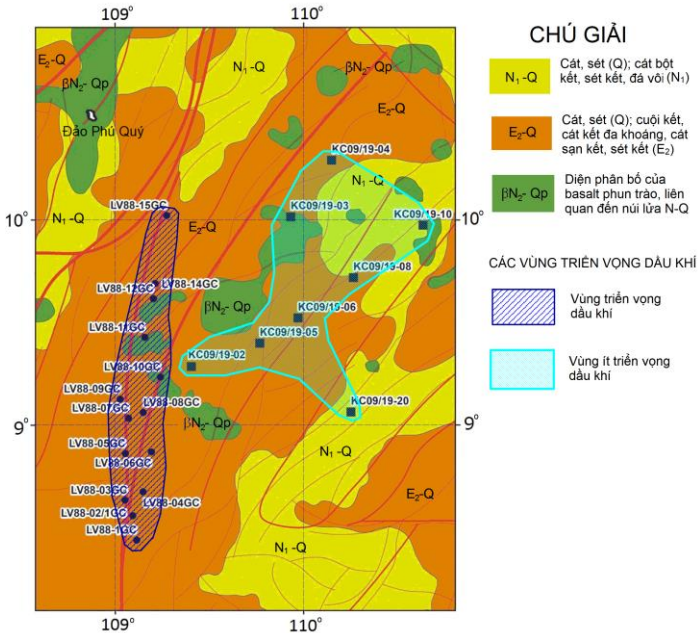 109°
110°
CHÚ GIẢI
E₂-Q
βN₂- Qp
N₁-Q
βN₂-Qp
N₁ -Q
Cát, sét (Q); cát bột
kết, sét kết, đá vôi (N₁)
Đảo Phú Quý
E₂-Q
KC09/19-04
E₂-Q
Cát, sét (Q); cuội kết,
cát kết đa khoáng, cát
sạn kết, sét kết (E₂)
N₁ -Q
LV88-15GC
KC09/19-03
βN₂- Qp
Diện phân bố của
basalt phun trào, liên
quan đến núi lửa N-Q
10°
N₁-Q
E₂-Q
KC09/19-10
10°
CÁC VÙNG TRIỂN VỌNG DẦU KHÍ
KC09/19-08
LV88-12GC
LV88-14GC
βN₂- Qp
Vùng triển vọng
dầu khí
KC09/19-06
LV88-11GC
KC09/19-05
LV88-10GC
KC09/19-02
Vùng ít triển vọng
dầu khí
LV88-09GC
LV88-07GC
LV88-08GC
KC09/19-20
9°
βN₂- Qp
9°
LV88-05GC
LV88-06GC
N₁ -Q
LV88-03GC
LV88-04GC
E₂-Q
LV88-02/1GC
LV88-1GC
N₁ -Q
109°
110°